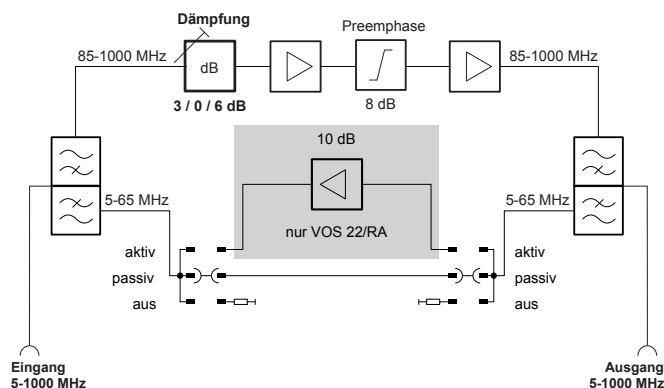 Dämpfung
Preemphase
85-1000 MHz
dB
85-1000 MHz
3 / 0 / 6 dB
8 dB
10 dB
5-65 MHz
5-65 MHz
nur VOS 22/RA
aktiv
aktiv
passiv
passiv
aus
aus
Eingang
5-1000 MHz
Ausgang
5-1000 MHz